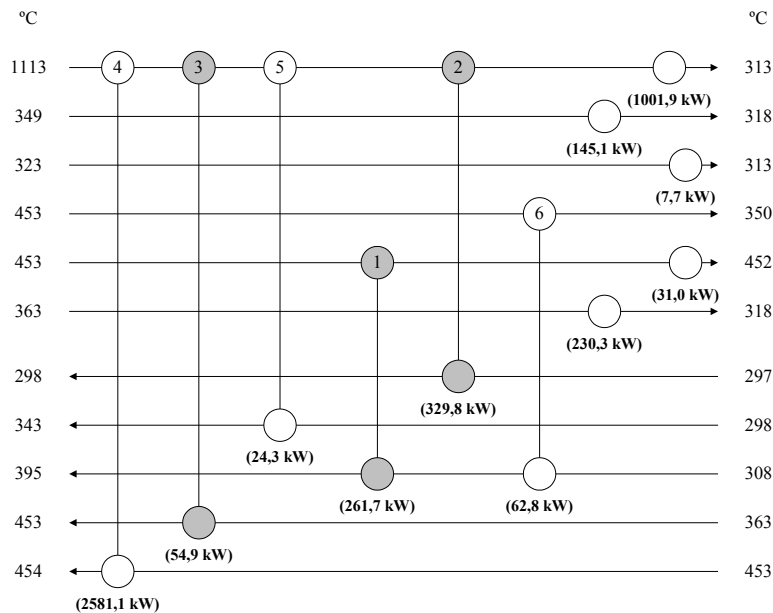 ºC ºC
1113 4 3 5 2 313
(1001,9 kW)
349 318
(145,1 kW)
323 313
(7,7 kW)
453 6 350
453 1 452
(31,0 kW)
363 318
(230,3 kW)
298 297
(329,8 kW)
343 298
(24,3 kW)
395 308
(261,7 kW) (62,8 kW)
453 363
(54,9 kW)
454 453
(2581,1 kW)